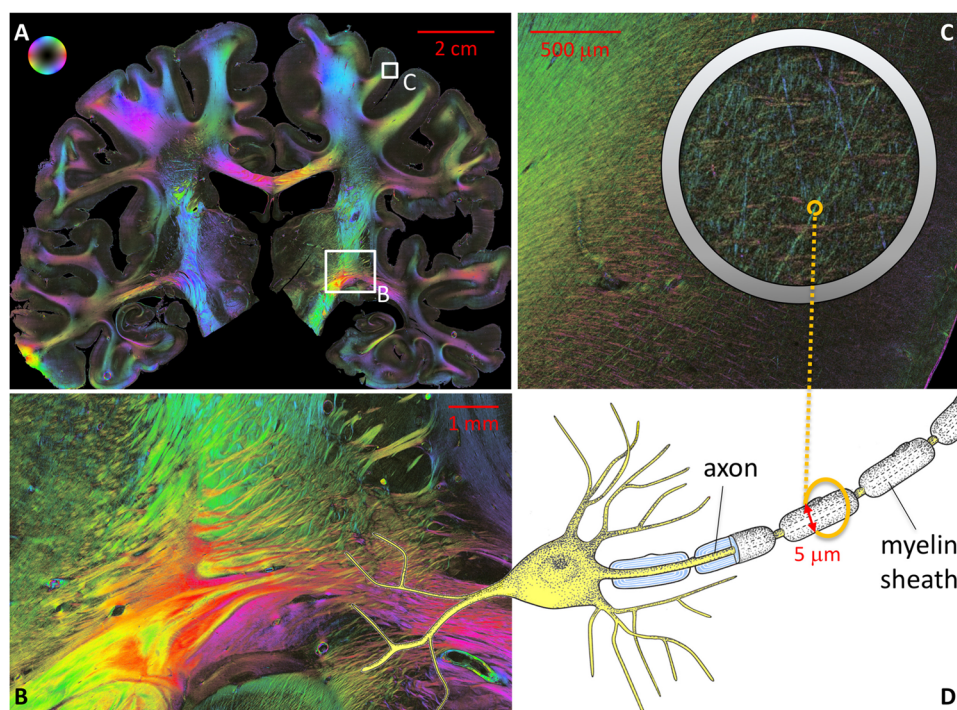 A
2 cm
C
B
500 μm
C
1 mm
B
axon
5 μm
myelin
sheath
D